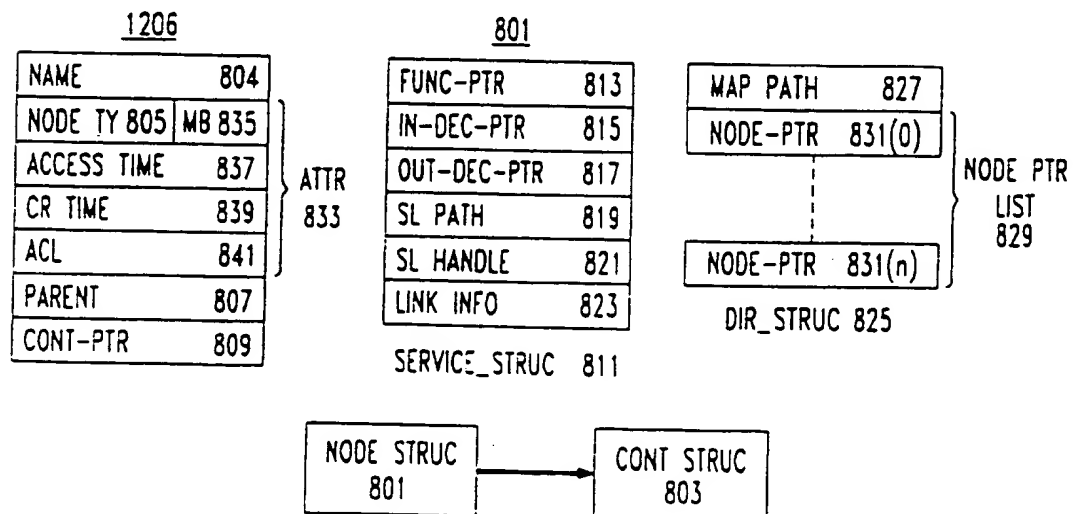 1206
NAME 804
NODE TY 805 MB 835
ACCESS TIME 837
CR TIME 839
ACL 841
PARENT 807
CONT-PTR 809
ATTR
833
801
FUNC-PTR 813
IN-DEC-PTR 815
OUT-DEC-PTR 817
SL PATH 819
SL HANDLE 821
LINK INFO 823
SERVICE_STRUC 811
MAP PATH 827
NODE-PTR 831(0)
NODE-PTR 831(n)
DIR_STRUC 825
NODE PTR
LIST
829
NODE STRUC
801
CONT STRUC
803